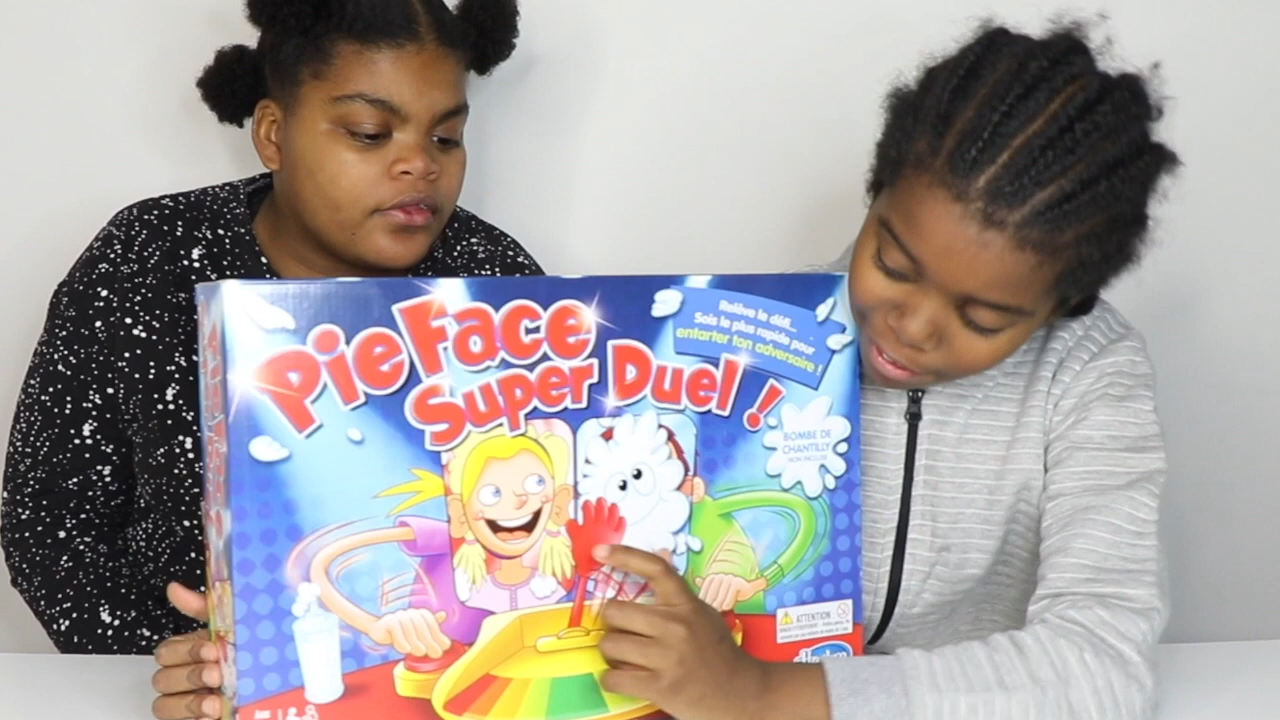 Pie Face
Super Duel !
Relève le défi...
Sois le plus rapide pour
entarter ton adversaire !
BOMBE DE
CHANTILLY
NON INCLUSE
ATTENTION :
Hasbro